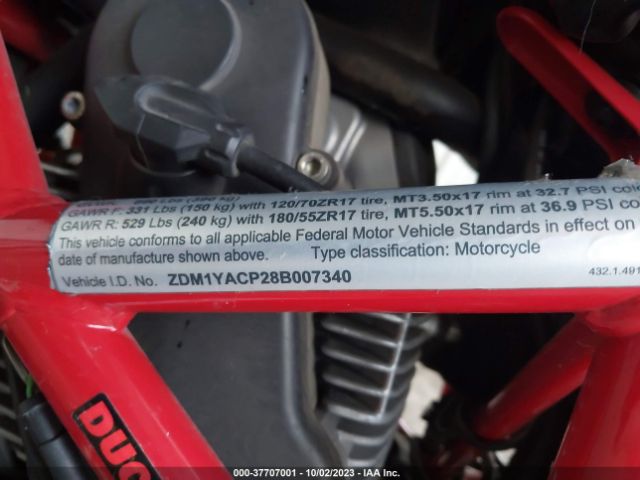 GAWR F: 331 Lbs (150 kg) with 120/70ZR17 tire, MT3.50x17 rim at 32.7 PSI col
GAWR R: 529 Lbs (240 kg) with 180/55ZR17 tire, MT5.50x17 rim at 36.9 PSI co
This vehicle conforms to all applicable Federal Motor Vehicle Standards in effect on
date of manufacture shown above. Type classification: Motorcycle
Vehicle I.D. No. ZDM1YACP28B007340
432.1.491
DUC
000-37707001 | 10/02/2023 | IAA Inc.